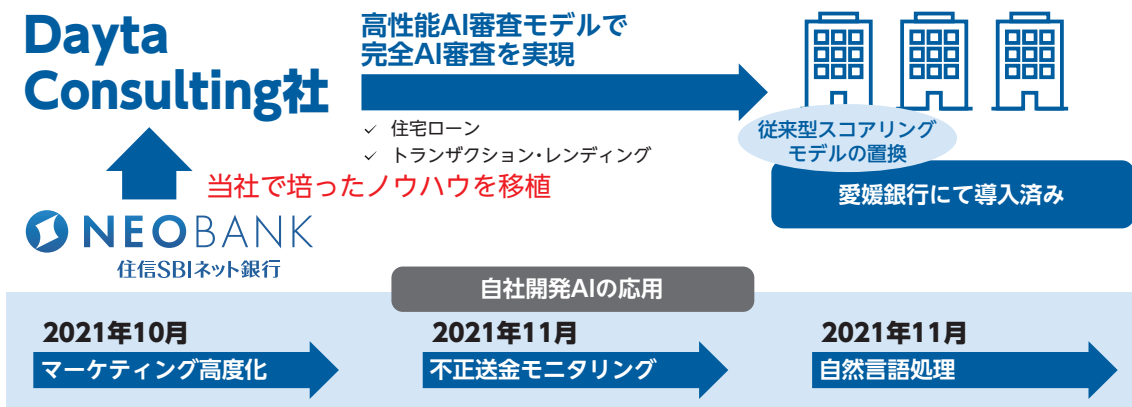 Dayta
Consulting社
高性能AI審査モデルで
完全AI審査を実現
✓ 住宅ローン
✓ トランザクション・レンディング
従来型スコアリング
モデルの置換
愛媛銀行にて導入済み
当社で培ったノウハウを移植
NEOBANK
住信SBIネット銀行
自社開発AIの応用
2021年10月
マーケティング高度化
2021年11月
不正送金モニタリング
2021年11月
自然言語処理